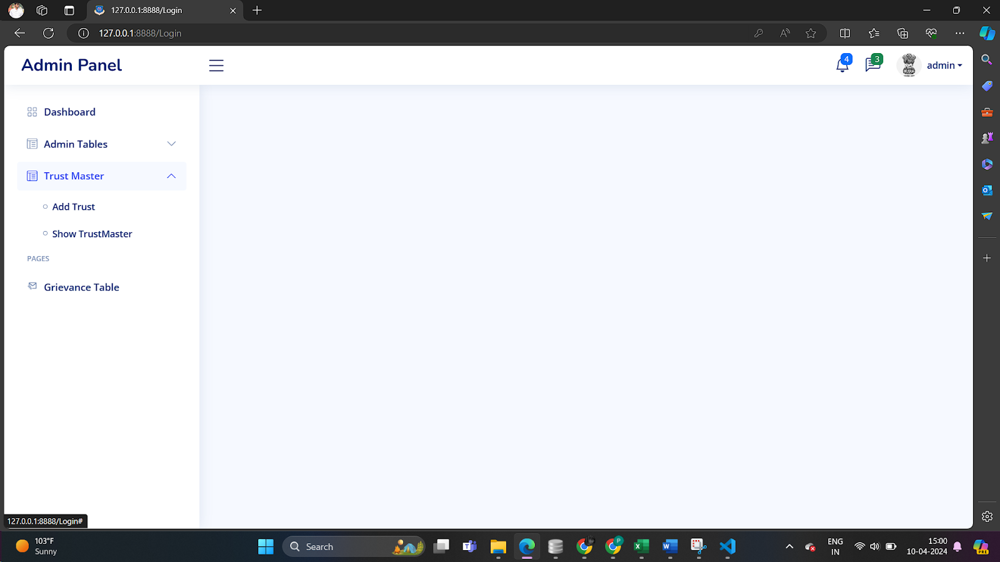 127.0.0.1:8888/Login
127.0.0.1:8888/Login
Admin Panel
4
3
admin
Dashboard
Admin Tables
Trust Master
Add Trust
Show TrustMaster
PAGES
Grievance Table
127.0.0.1:8888/Login#
103°F
Sunny
Search
ENG
IN
15:00
10-04-2024
PRE